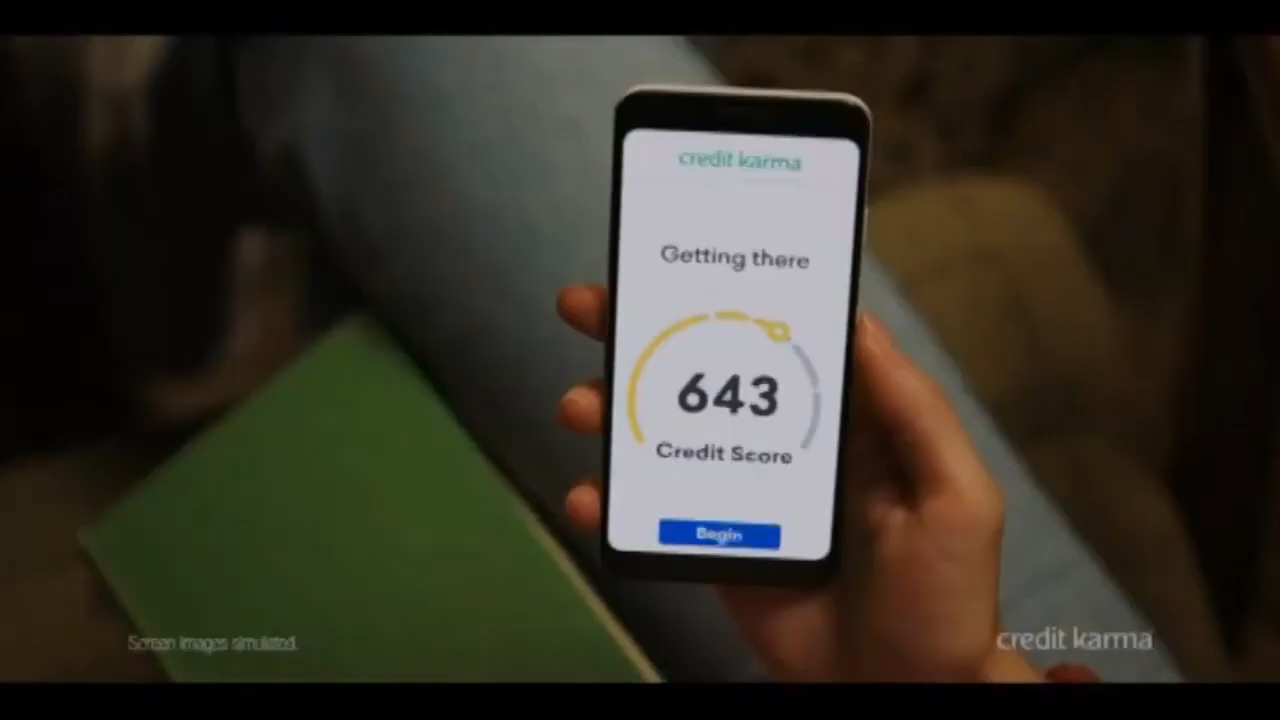 credit karma
Getting there
643
Credit Score
Begin
Screen images simulated.
credit karma